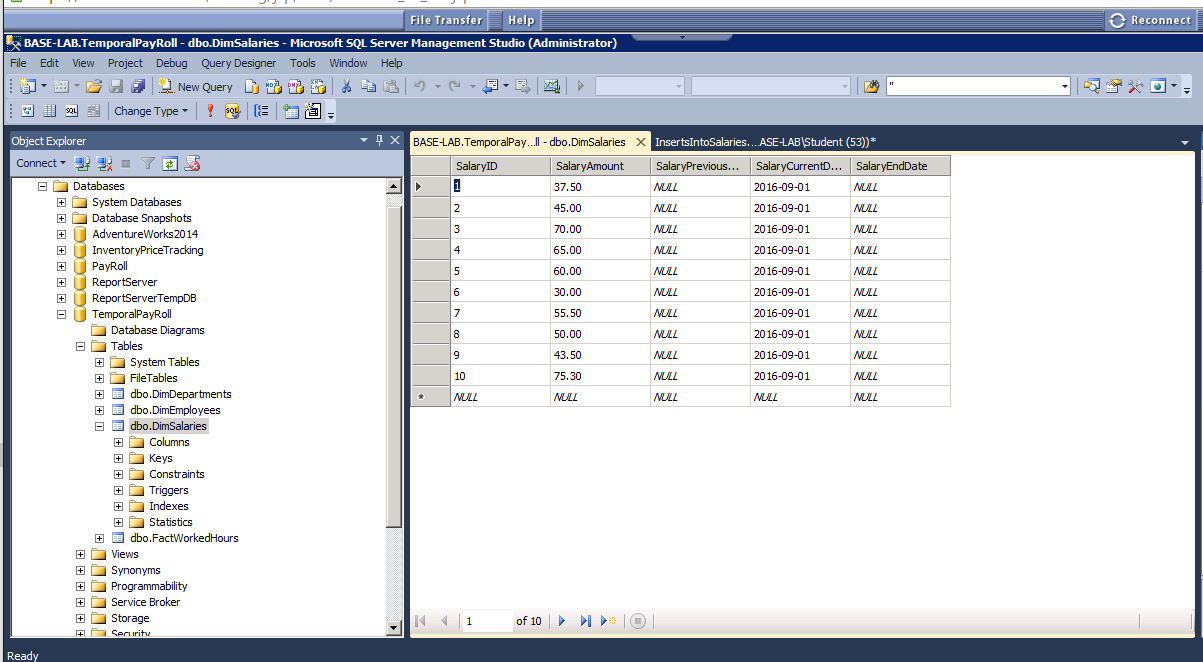 File Transfer Help Reconnect
BASE-LAB.TemporalPayRoll - dbo.DimSalaries - Microsoft SQL Server Management Studio (Administrator)
File Edit View Project Debug Query Designer Tools Window Help
New Query "
SQL Change Type SQL
Object Explorer
Connect
Databases
System Databases
Database Snapshots
AdventureWorks2014
InventoryPriceTracking
PayRoll
ReportServer
ReportServerTempDB
TemporalPayRoll
Database Diagrams
Tables
System Tables
FileTables
dbo.DimDepartments
dbo.DimEmployees
dbo.DimSalaries
Columns
Keys
Constraints
Triggers
Indexes
Statistics
dbo.FactWorkedHours
Views
Synonyms
Programmability
Service Broker
Storage
Security
BASE-LAB.TemporalPay...ll - dbo.DimSalaries InsertsIntoSalaries....ASE-LAB\Student (53))*
SalaryID SalaryAmount SalaryPrevious... SalaryCurrentD... SalaryEndDate
1 37.50 NULL 2016-09-01 NULL
2 45.00 NULL 2016-09-01 NULL
3 70.00 NULL 2016-09-01 NULL
4 65.00 NULL 2016-09-01 NULL
5 60.00 NULL 2016-09-01 NULL
6 30.00 NULL 2016-09-01 NULL
7 55.50 NULL 2016-09-01 NULL
8 50.00 NULL 2016-09-01 NULL
9 43.50 NULL 2016-09-01 NULL
10 75.30 NULL 2016-09-01 NULL
* NULL NULL NULL NULL NULL
1 of 10
Ready